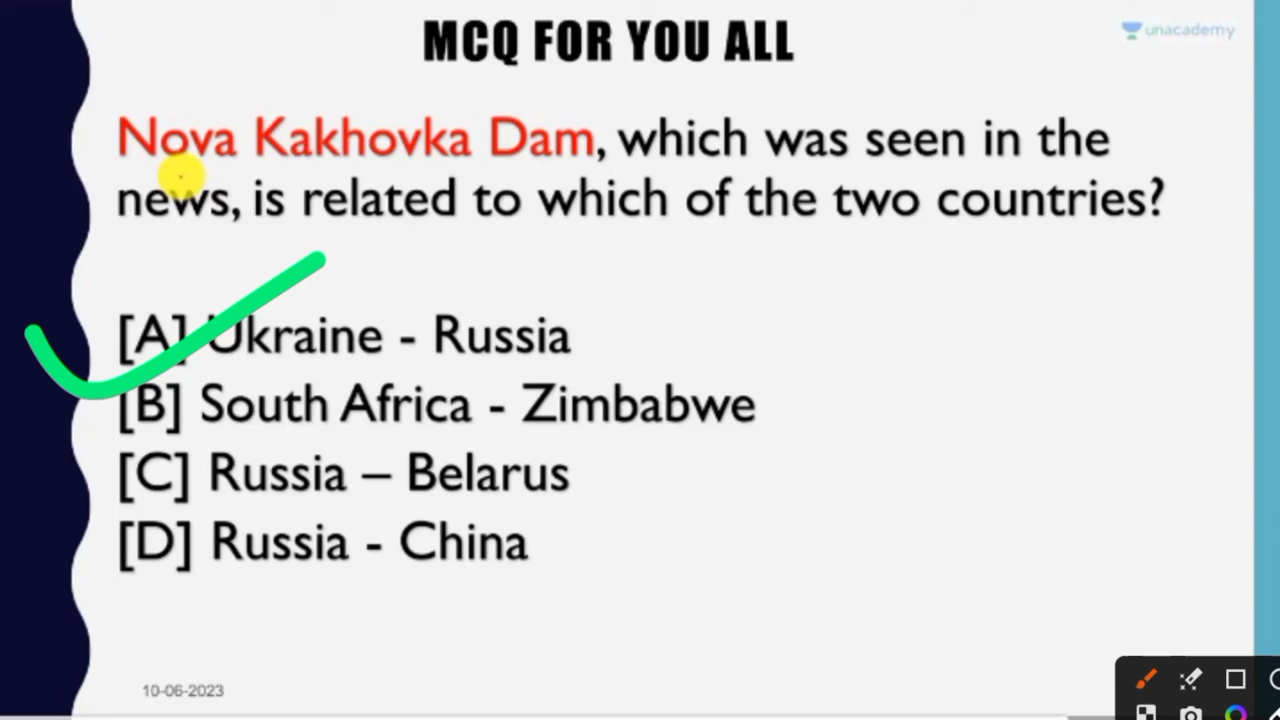 MCQ FOR YOU ALL
unacademy
Nova Kakhovka Dam, which was seen in the
news, is related to which of the two countries?
[A] Ukraine - Russia
[B] South Africa - Zimbabwe
[C] Russia – Belarus
[D] Russia - China
10-06-2023